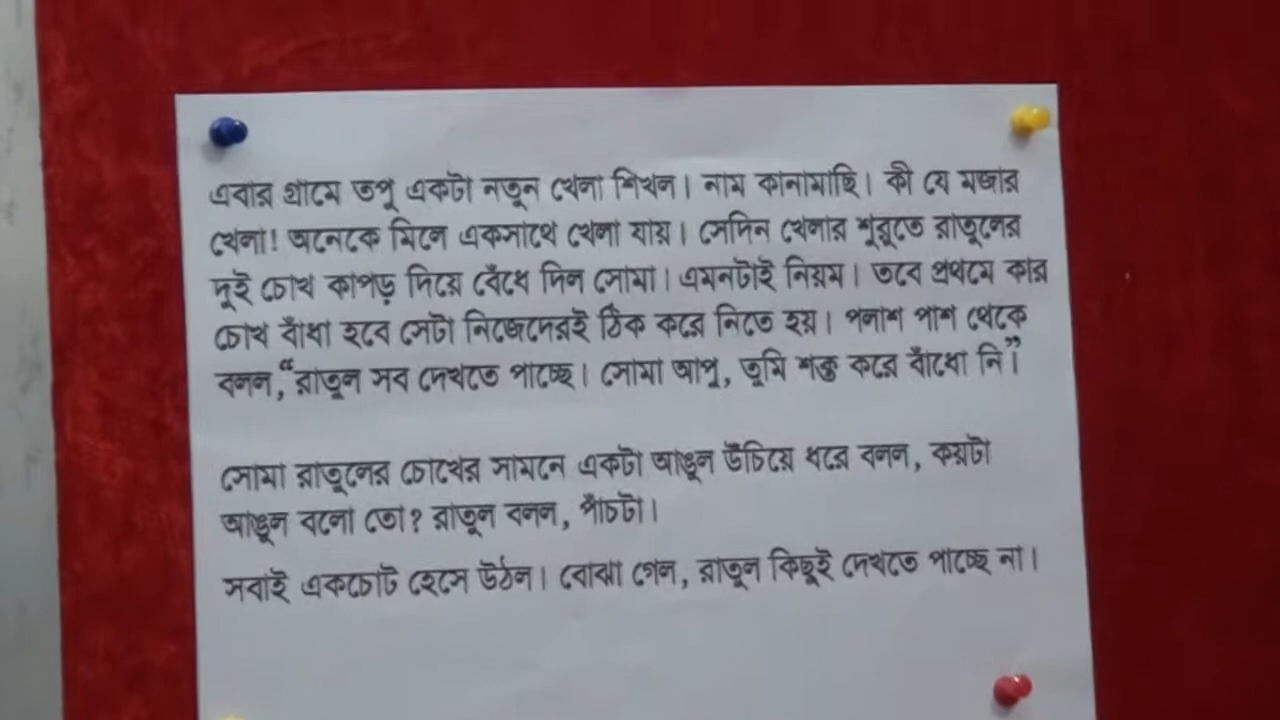 এবার গ্রামে তপু একটা নতুন খেলা শিখল। নাম কানামাছি। কী যে মজার
খেলা! অনেকে মিলে একসাথে খেলা যায়। সেদিন খেলার শুরুতে রাতুলের
দুই চোখ কাপড় দিয়ে বেঁধে দিল সোমা। এমনটাই নিয়ম। তবে প্রথমে কার
চোখ বাঁধা হবে সেটা নিজেদেরই ঠিক করে নিতে হয়। পলাশ পাশ থেকে
বলল, “রাতুল সব দেখতে পাচ্ছে। সোমা আপু, তুমি শক্ত করে বাঁধো নি।”
সোমা রাতুলের চোখের সামনে একটা আঙুল উঁচিয়ে ধরে বলল, কয়টা
আঙুল বলো তো? রাতুল বলল, পাঁচটা।
সবাই একচোট হেসে উঠল। বোঝা গেল, রাতুল কিছুই দেখতে পাচ্ছে না।